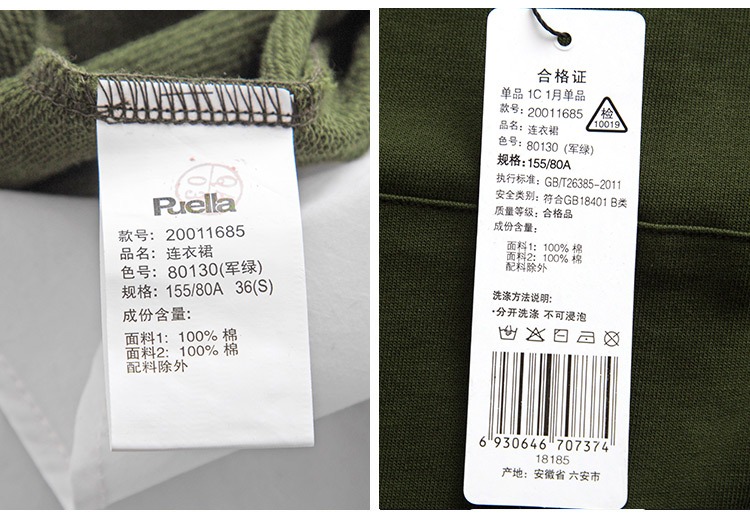 Puella
款号: 20011685
品名: 连衣裙
色号: 80130(军绿)
规格: 155/80A 36(S)
成份含量:
面料1: 100% 棉
面料2: 100% 棉
配料除外
合格证
单品 1C 1月单品
款号: 20011685
品名: 连衣裙
色号: 80130 (军绿)
规格: 155/80A
检
10019
执行标准: GB/T26385-2011
安全类别: 符合GB18401 B类
质量等级: 合格品
成份含量:
面料1: 100% 棉
面料2: 100% 棉
配料除外
洗涤方法说明:
·分开洗涤 不可浸泡
6 930646 707374
18185
产地: 安徽省 六安市